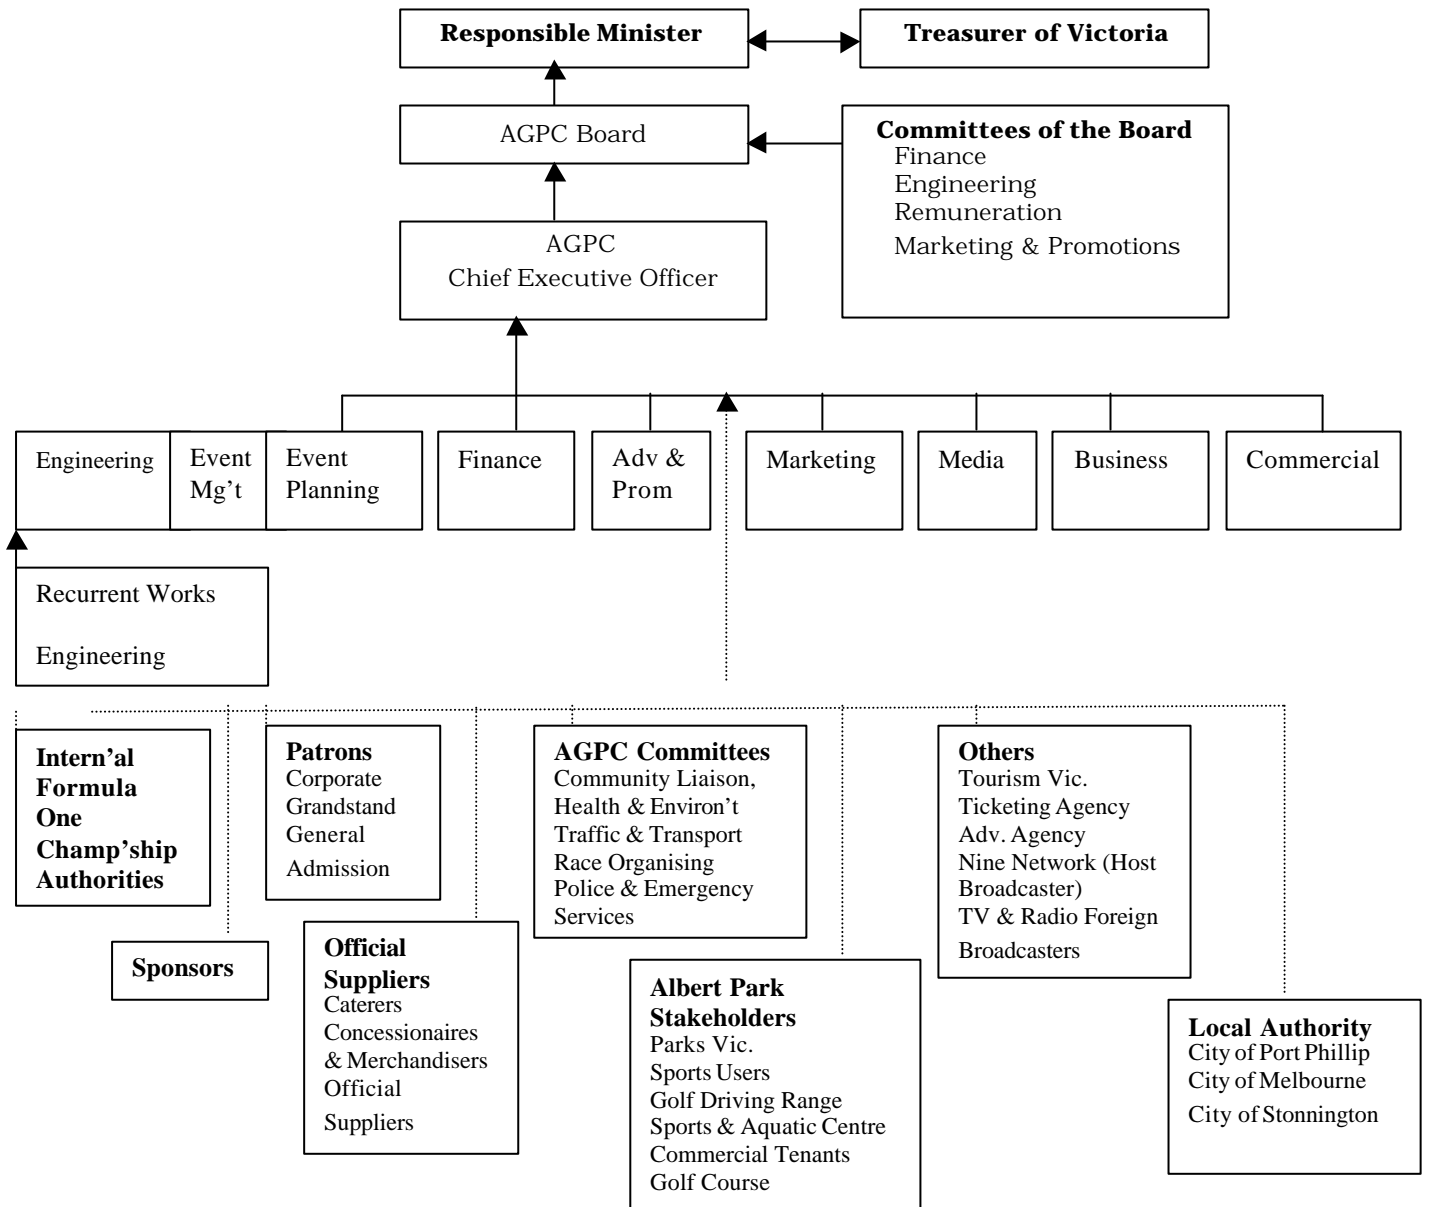 Responsible Minister
Treasurer of Victoria
AGPC Board
Committees of the Board
Finance
Engineering
Remuneration
Marketing & Promotions
AGPC
Chief Executive Officer
Engineering
Event
Mg’t
Event
Planning
Finance
Adv &
Prom
Marketing
Media
Business
Commercial
Recurrent Works
Engineering
Intern’al
Formula
One
Champ’ship
Authorities
Sponsors
Patrons
Corporate
Grandstand
General
Admission
Official
Suppliers
Caterers
Concessionaires
& Merchandisers
Official
Suppliers
AGPC Committees
Community Liaison,
Health & Environ’t
Traffic & Transport
Race Organising
Police & Emergency
Services
Albert Park
Stakeholders
Parks Vic.
Sports Users
Golf Driving Range
Sports & Aquatic Centre
Commercial Tenants
Golf Course
Others
Tourism Vic.
Ticketing Agency
Adv. Agency
Nine Network (Host
Broadcaster)
TV & Radio Foreign
Broadcasters
Local Authority
City of Port Phillip
City of Melbourne
City of Stonnington